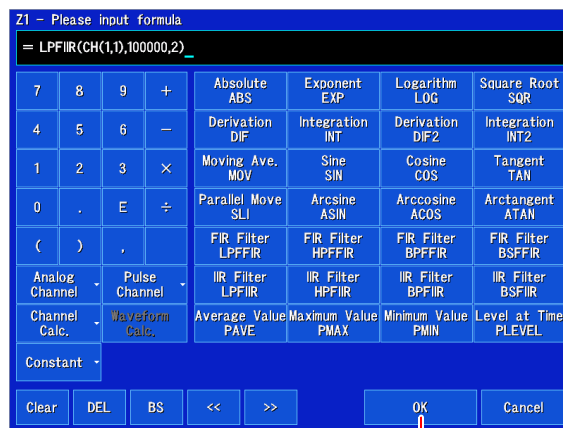 Z1 - Please input formula
= LPFIIR(CH(1,1),100000,2)_
7 8 9 + Absolute ABS Exponent EXP Logarithm LOG Square Root SQR
4 5 6 - Derivation DIF Integration INT Derivation DIF2 Integration INT2
1 2 3 × Moving Ave. MOV Sine SIN Cosine COS Tangent TAN
0 . E ÷ Parallel Move SLI Arcsine ASIN Arccosine ACOS Arctangent ATAN
( ) , FIR Filter LPFFIR FIR Filter HPFFIR FIR Filter BPFFIR FIR Filter BSFFIR
Analog Channel Pulse Channel IIR Filter LPFIIR IIR Filter HPFIIR IIR Filter BPFIIR IIR Filter BSFIIR
Channel Calc. Waveform Calc. Average Value PAVE Maximum Value PMAX Minimum Value PMIN Level at Time PLEVEL
Constant
Clear DEL BS << >> OK Cancel